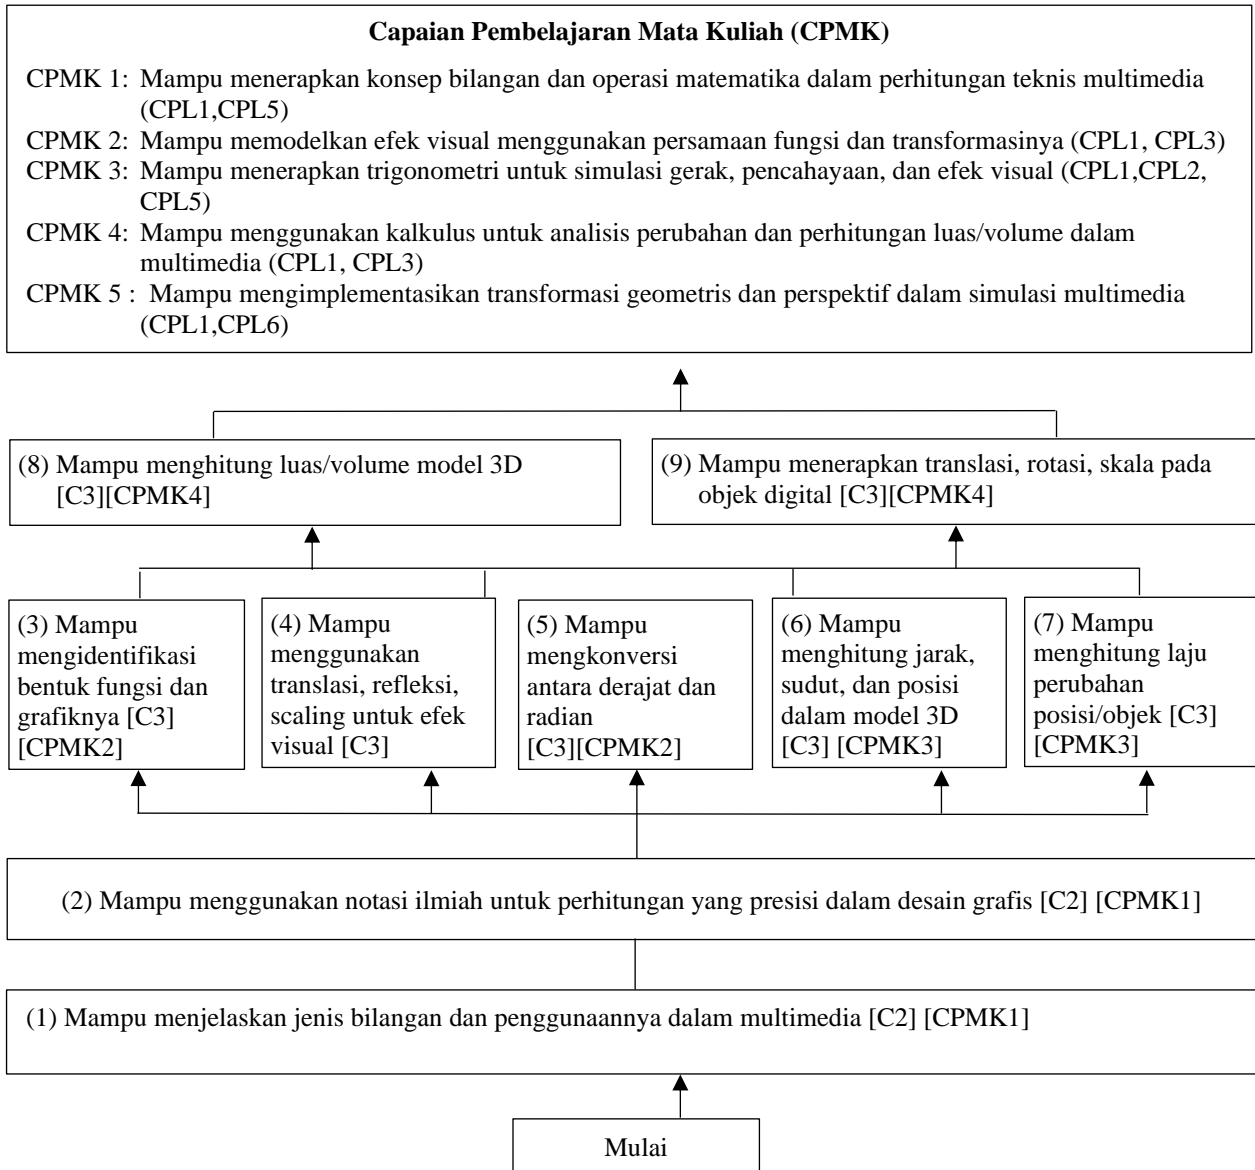 Capaian Pembelajaran Mata Kuliah (CPMK)
CPMK 1: Mampu menerapkan konsep bilangan dan operasi matematika dalam perhitungan teknis multimedia
(CPL1,CPL5)
CPMK 2: Mampu memodelkan efek visual menggunakan persamaan fungsi dan transformasinya (CPL1, CPL3)
CPMK 3: Mampu menerapkan trigonometri untuk simulasi gerak, pencahayaan, dan efek visual (CPL1,CPL2,
CPL5)
CPMK 4: Mampu menggunakan kalkulus untuk analisis perubahan dan perhitungan luas/volume dalam
multimedia (CPL1, CPL3)
CPMK 5 : Mampu mengimplementasikan transformasi geometris dan perspektif dalam simulasi multimedia
(CPL1,CPL6)
(8) Mampu menghitung luas/volume model 3D
[C3][CPMK4]
(9) Mampu menerapkan translasi, rotasi, skala pada
objek digital [C3][CPMK4]
(3) Mampu
mengidentifikasi
bentuk fungsi dan
grafiknya [C3]
[CPMK2]
(4) Mampu
menggunakan
translasi, refleksi,
scaling untuk efek
visual [C3]
(5) Mampu
mengkonversi
antara derajat dan
radian
[C3][CPMK2]
(6) Mampu
menghitung jarak,
sudut, dan posisi
dalam model 3D
[C3] [CPMK3]
(7) Mampu
menghitung laju
perubahan
posisi/objek [C3]
[CPMK3]
(2) Mampu menggunakan notasi ilmiah untuk perhitungan yang presisi dalam desain grafis [C2] [CPMK1]
(1) Mampu menjelaskan jenis bilangan dan penggunaannya dalam multimedia [C2] [CPMK1]
Mulai